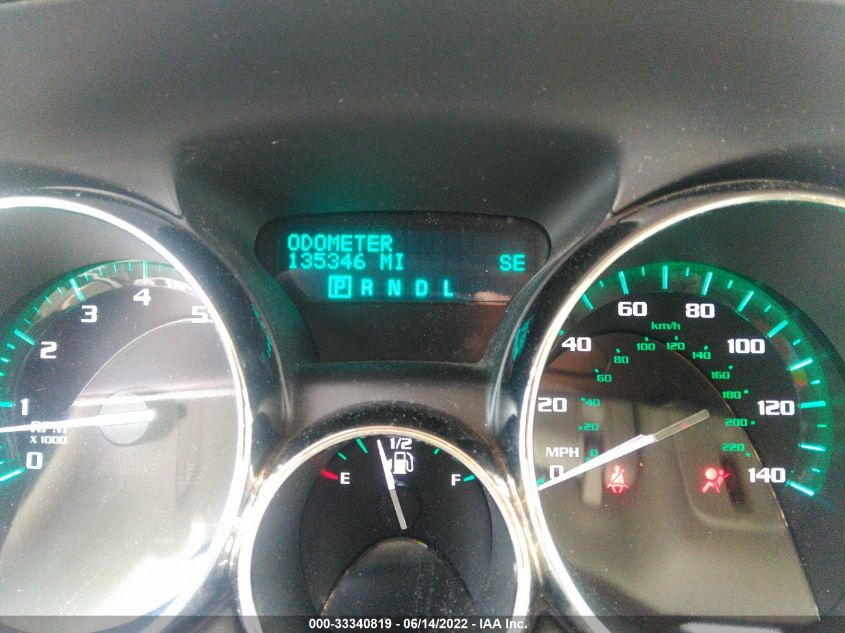 ODOMETER
135346 MI SE
P R N D L
0 1 2 3 4 5
RPM
X 1000
E 1/2 F
0 20 40 60 80 100 120 140
MPH
km/h
0 20 40 60 80 100 120 140 160 180 200 220
000-33340819 - 06/14/2022 - IAA Inc.